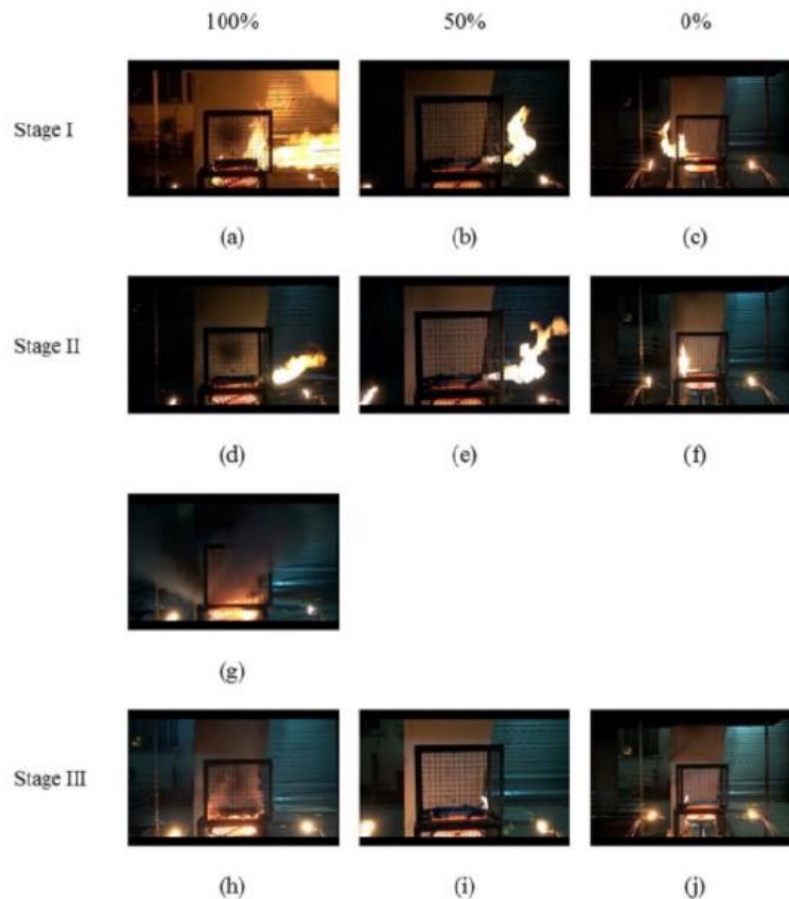 100% 50% 0%
Stage I
(a) (b) (c)
Stage II
(d) (e) (f)
(g)
Stage III
(h) (i) (j)